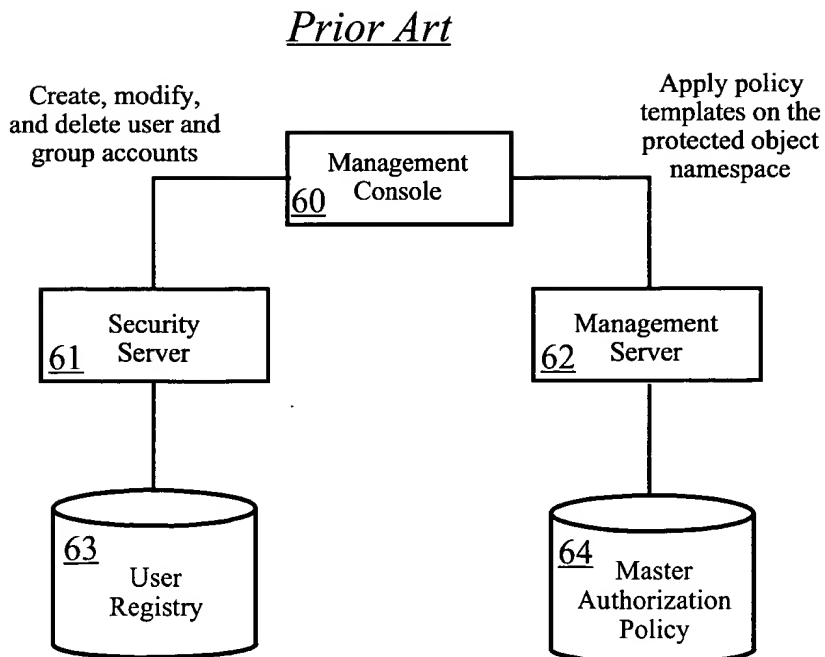 Prior Art
Create, modify,
and delete user and
group accounts
Apply policy
templates on the
protected object
namespace
Management
Console
60
Security
Server
61
Management
Server
62
63
User
Registry
64
Master
Authorization
Policy